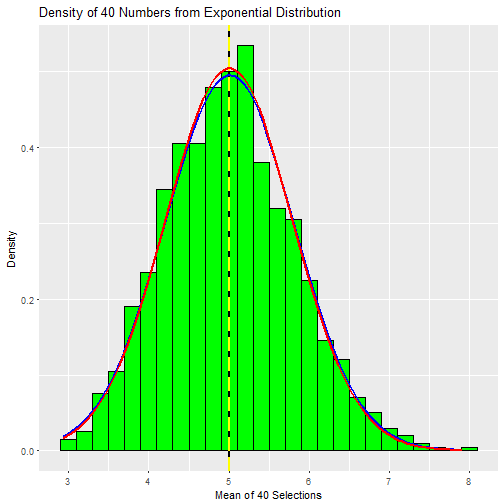 Density of 40 Numbers from Exponential Distribution
Density
0.4
0.2
0.0
3 4 5 6 7 8
Mean of 40 Selections